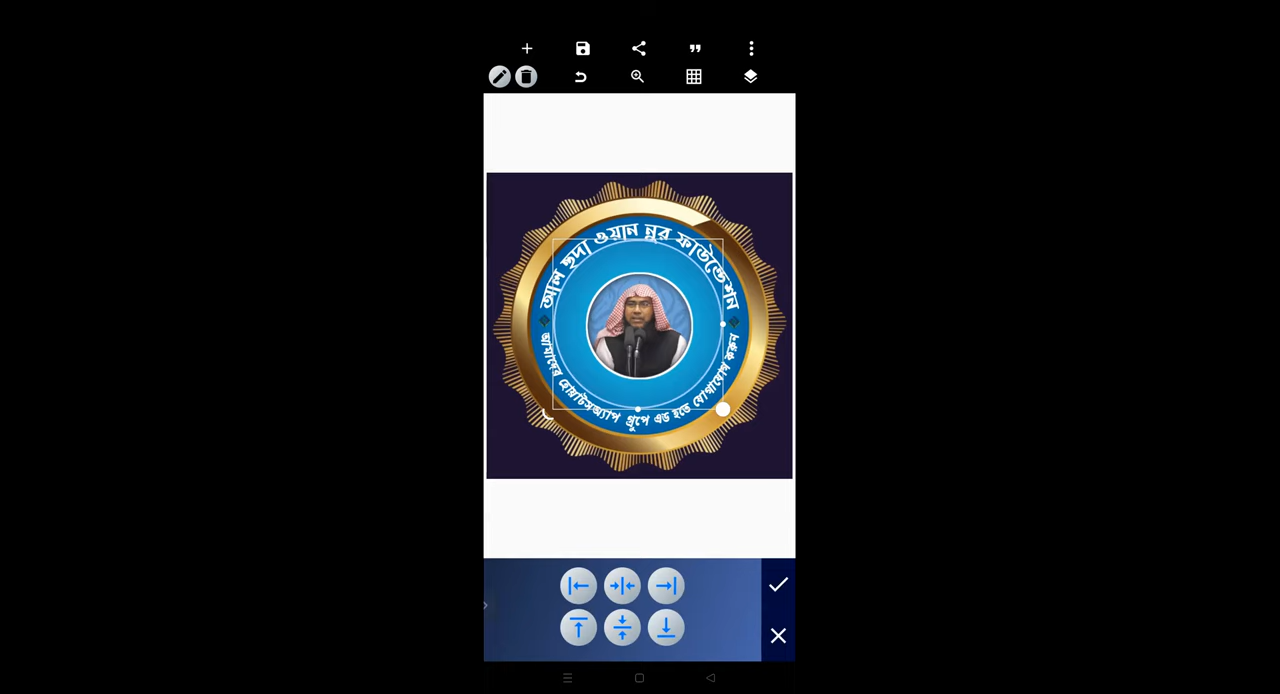 আল হুদা ওয়ান নুর ফাউন্ডেশন
আমাদের হোয়াটসঅ্যাপ গ্রুপে এড হতে যোগাযোগ করুন